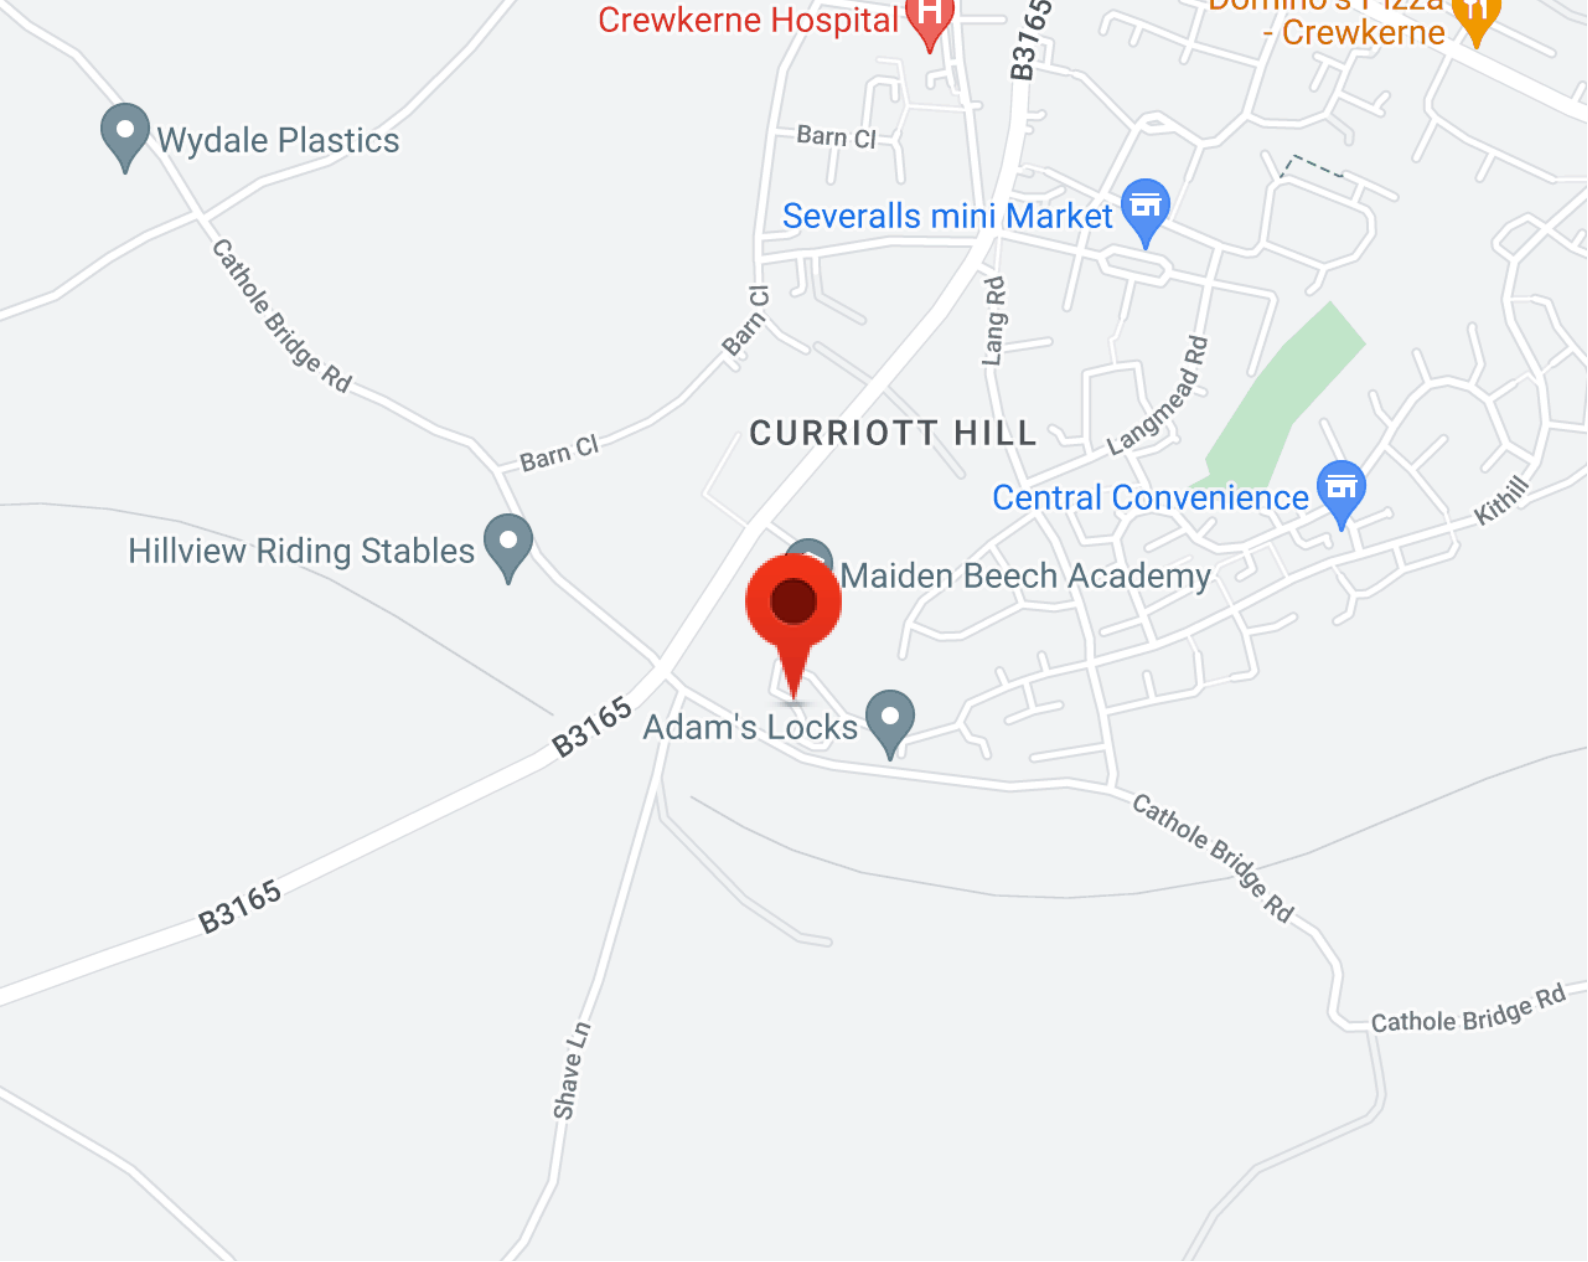 Crewkerne Hospital
B3165
Domino's Pizza
- Crewkerne
Wydale Plastics
Barn Cl
Severalls mini Market
Cathole Bridge Rd
Barn Cl
Lang Rd
Langmead Rd
CURRIOTT HILL
Barn Cl
Central Convenience
Kithill
Hillview Riding Stables
Maiden Beech Academy
B3165
Adam's Locks
Cathole Bridge Rd
B3165
Cathole Bridge Rd
Shave Ln